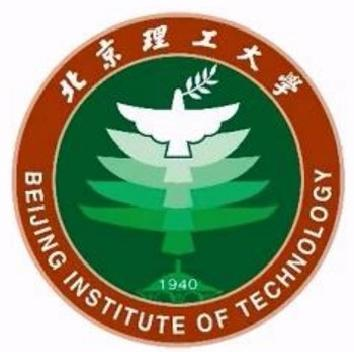 北京理工大學
1940
BEIJING INSTITUTE OF TECHNOLOGY